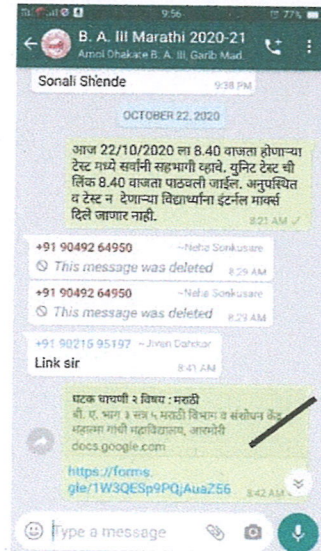 9:56
77%
B. A. III Marathi 2020-21
Amol Dhakate B. A. III, Garib Mad
Sonali Shende
9:38 PM
OCTOBER 22, 2020
आज 22/10/2020 ला 8.40 वाजता होणाऱ्या
टेस्ट मध्ये सर्वांनी सहभागी व्हावे. युनिट टेस्ट ची
लिंक 8.40 वाजता पाठवली जाईल. अनुपस्थित
व टेस्ट न देणाऱ्या विद्यार्थ्यांना इंटर्नल मार्क्स
दिले जाणार नाही.
8:21 AM
+91 90492 64950 ~Neha Sonkusare
This message was deleted 8:29 AM
+91 90492 64950 ~Neha Sonkusare
This message was deleted 8:29 AM
+91 90215 95197
Link sir
8:41 AM
घटक चाचणी २ विषय : मराठी
बी. ए. भाग ३ सत्र ५ मराठी विभाग व संशोधन केंद्र
महात्मा गांधी महाविद्यालय, आरमोरी
docs.google.com
https://forms.
gle/1W3QESp9PQjAuaZ56
8:42 AM
Type a message